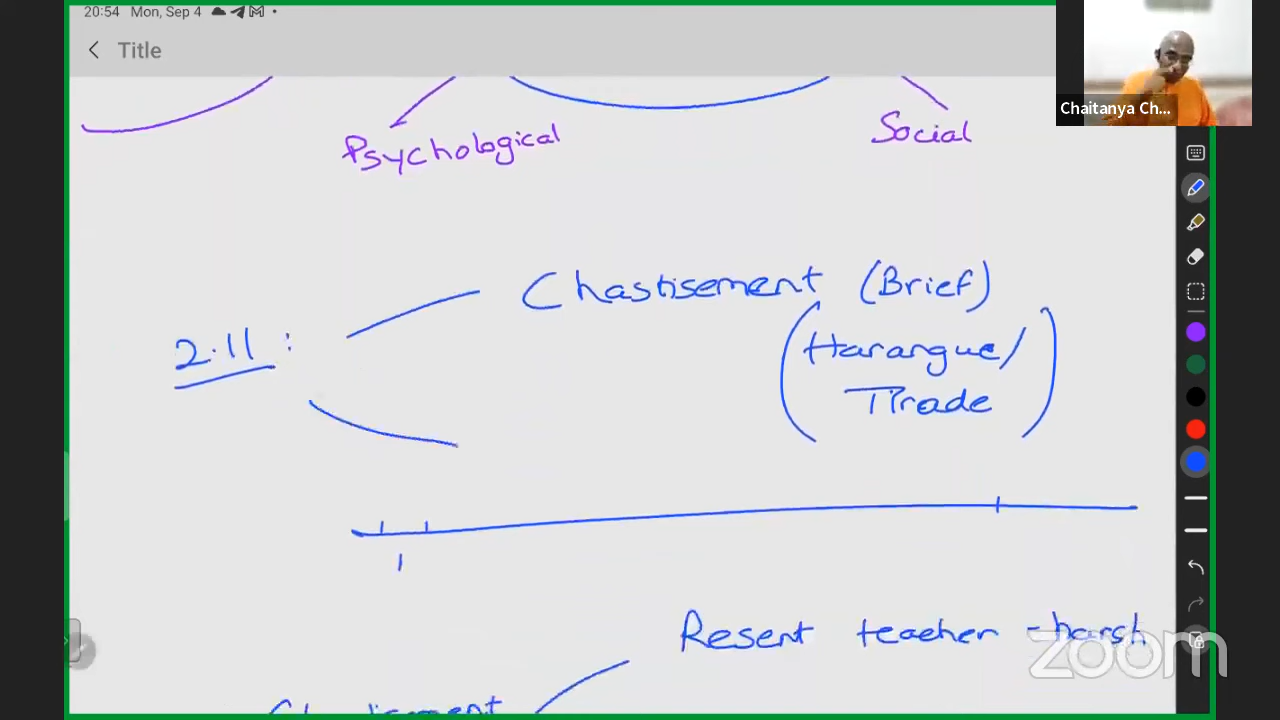 20:54 Mon, Sep 4
Title
Chaitanya Ch...
Psychological
Social
Chastisement (Brief)
2.11 :
(Harangue/
Tirade)
Resent teacher - harsh
zoom